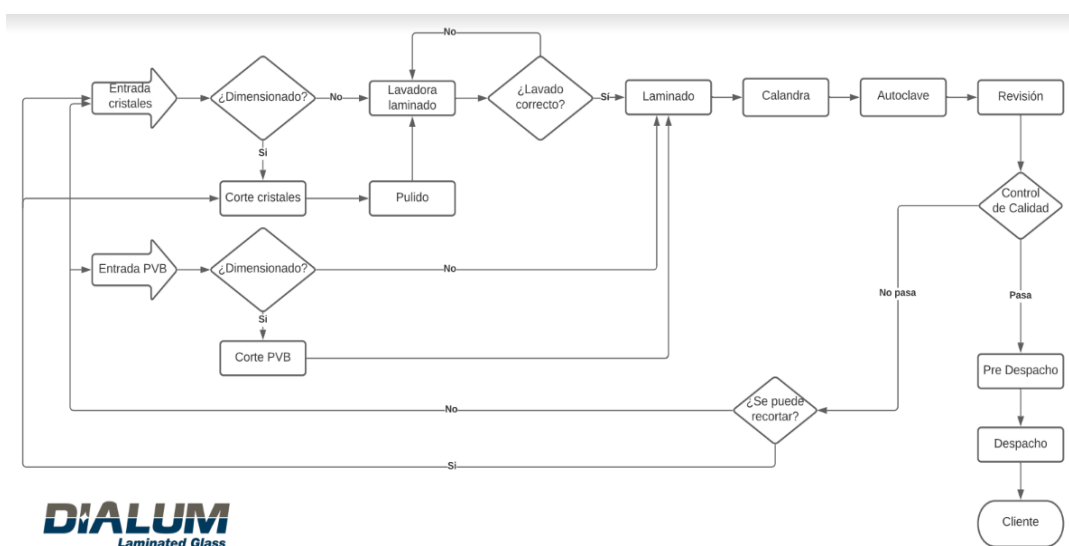 No
Entrada
cristales
¿Dimensionado?
No
Lavadora
laminado
¿Lavado
correcto?
Sí
Laminado
Calandra
Autoclave
Revisión
Si
Corte cristales
Pulido
Control
de Calidad
Entrada PVB
¿Dimensionado?
No
No pasa
Pasa
Si
Corte PVB
Pre Despacho
¿Se puede
recortar?
No
Despacho
Si
DIALUM
Laminated Glass
Cliente